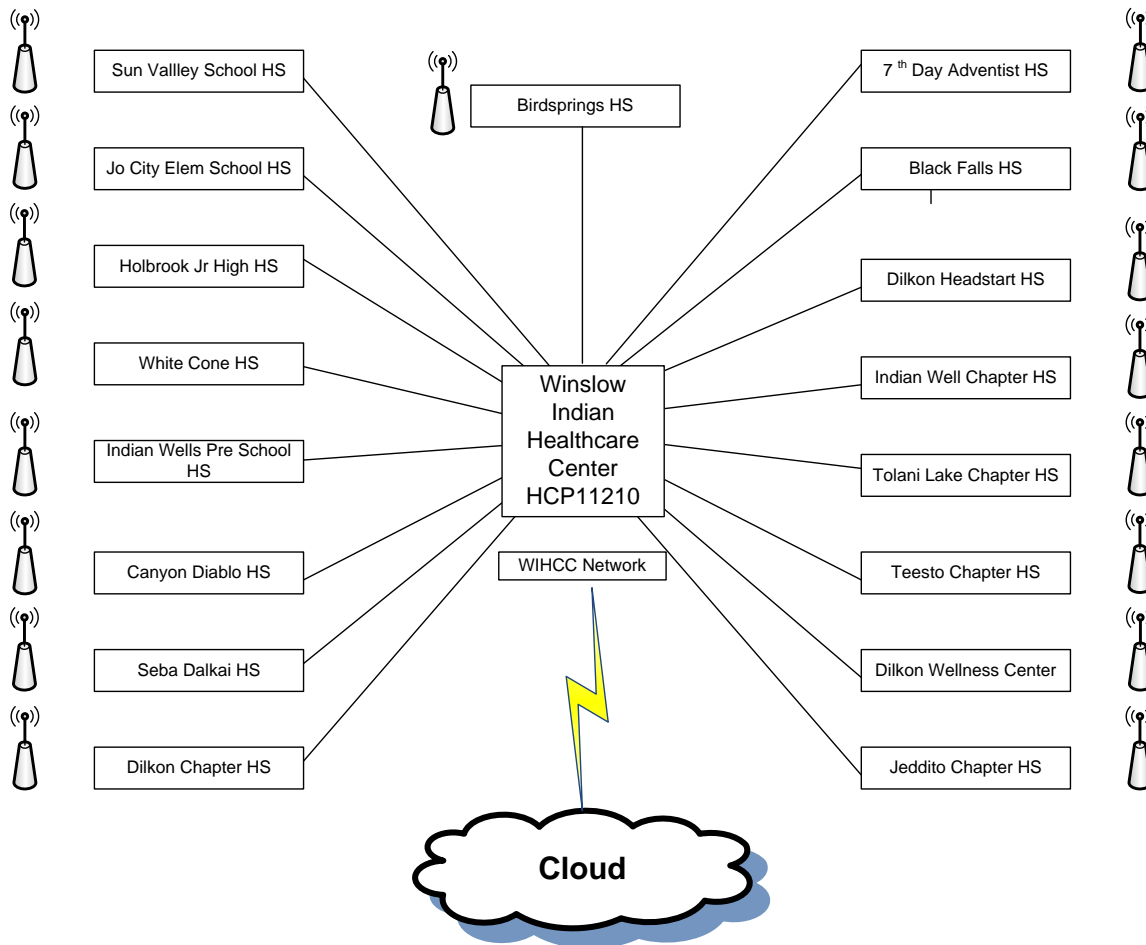 Sun Vallley School HS
7 th Day Adventist HS
Birdsprings HS
Jo City Elem School HS
Black Falls HS
Holbrook Jr High HS
Dilkon Headstart HS
White Cone HS
Indian Well Chapter HS
Winslow
Indian
Healthcare
Center
HCP11210
Indian Wells Pre School
HS
Tolani Lake Chapter HS
WIHCC Network
Canyon Diablo HS
Teesto Chapter HS
Seba Dalkai HS
Dilkon Wellness Center
Dilkon Chapter HS
Jeddito Chapter HS
Cloud